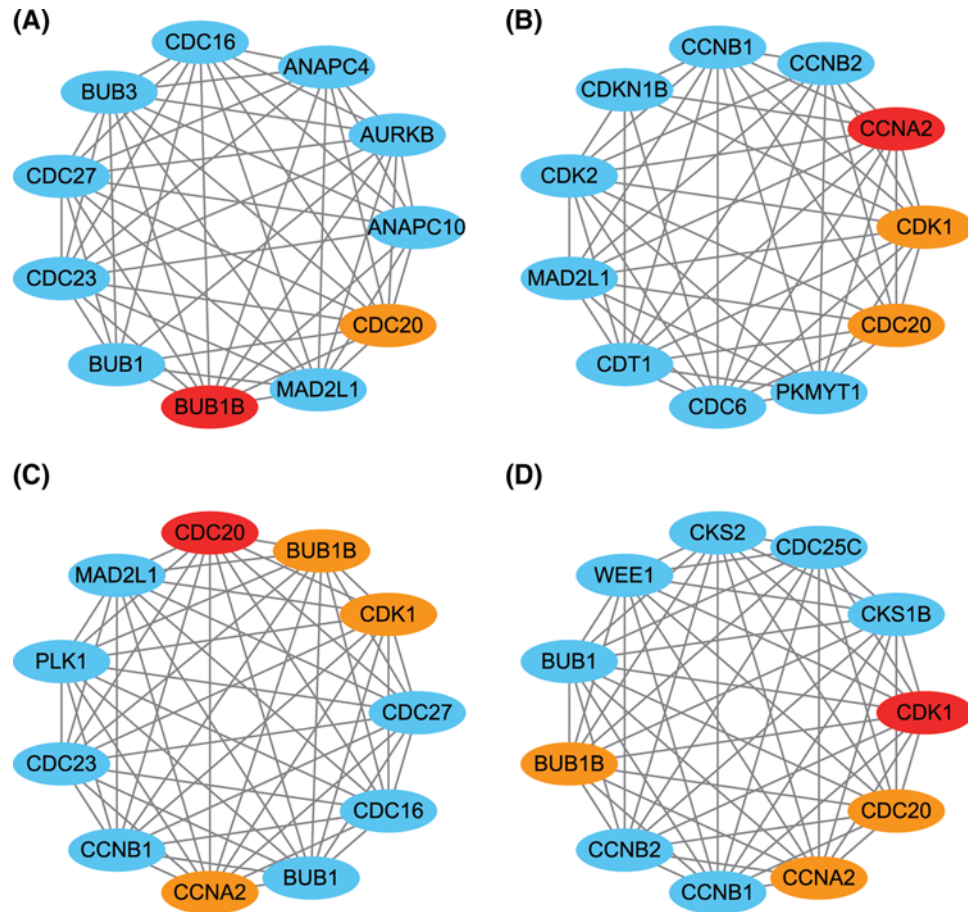 (A)
CDC16
ANAPC4
BUB3
AURKB
CDC27
ANAPC10
CDC23
CDC20
BUB1
MAD2L1
BUB1B
(B)
CCNB1
CCNB2
CDKN1B
CCNA2
CDK2
CDK1
MAD2L1
CDC20
CDT1
PKMYT1
CDC6
(C)
CDC20
BUB1B
MAD2L1
CDK1
PLK1
CDC27
CDC23
CDC16
CCNB1
BUB1
CCNA2
(D)
CKS2
CDC25C
WEE1
CKS1B
BUB1
CDK1
BUB1B
CDC20
CCNB2
CCNA2
CCNB1